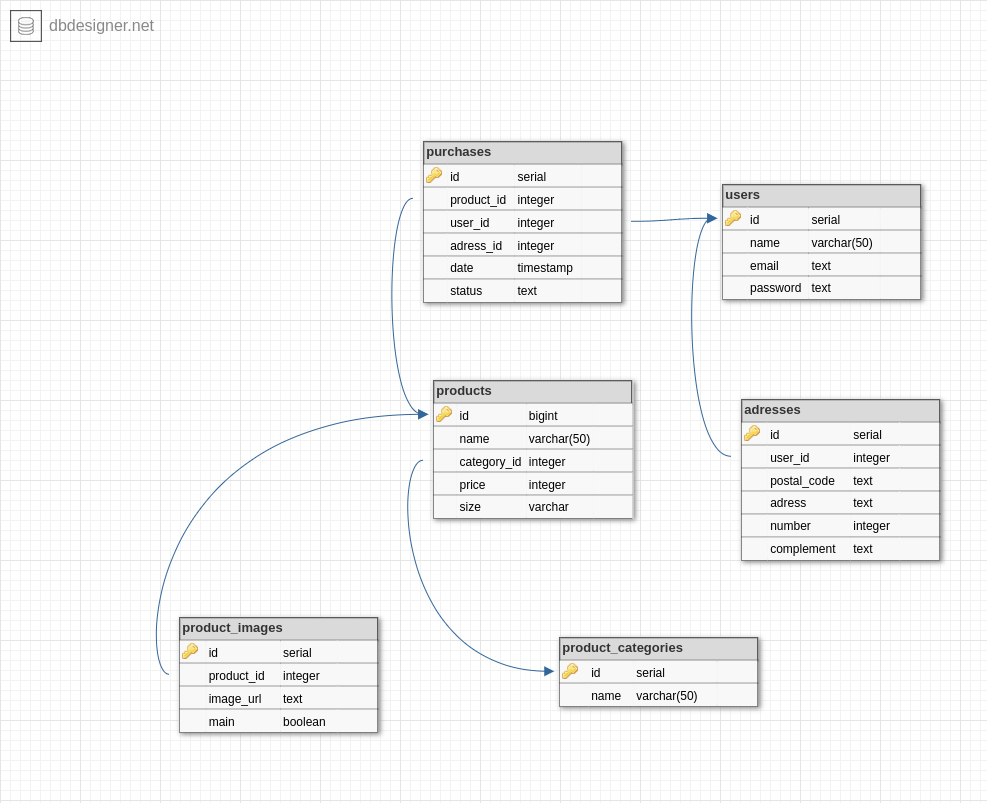 dbdesigner.net
purchases
id serial
product_id integer
user_id integer
adress_id integer
date timestamp
status text
users
id serial
name varchar(50)
email text
password text
products
id bigint
name varchar(50)
category_id integer
price integer
size varchar
adresses
id serial
user_id integer
postal_code text
adress text
number integer
complement text
product_images
id serial
product_id integer
image_url text
main boolean
product_categories
id serial
name varchar(50)